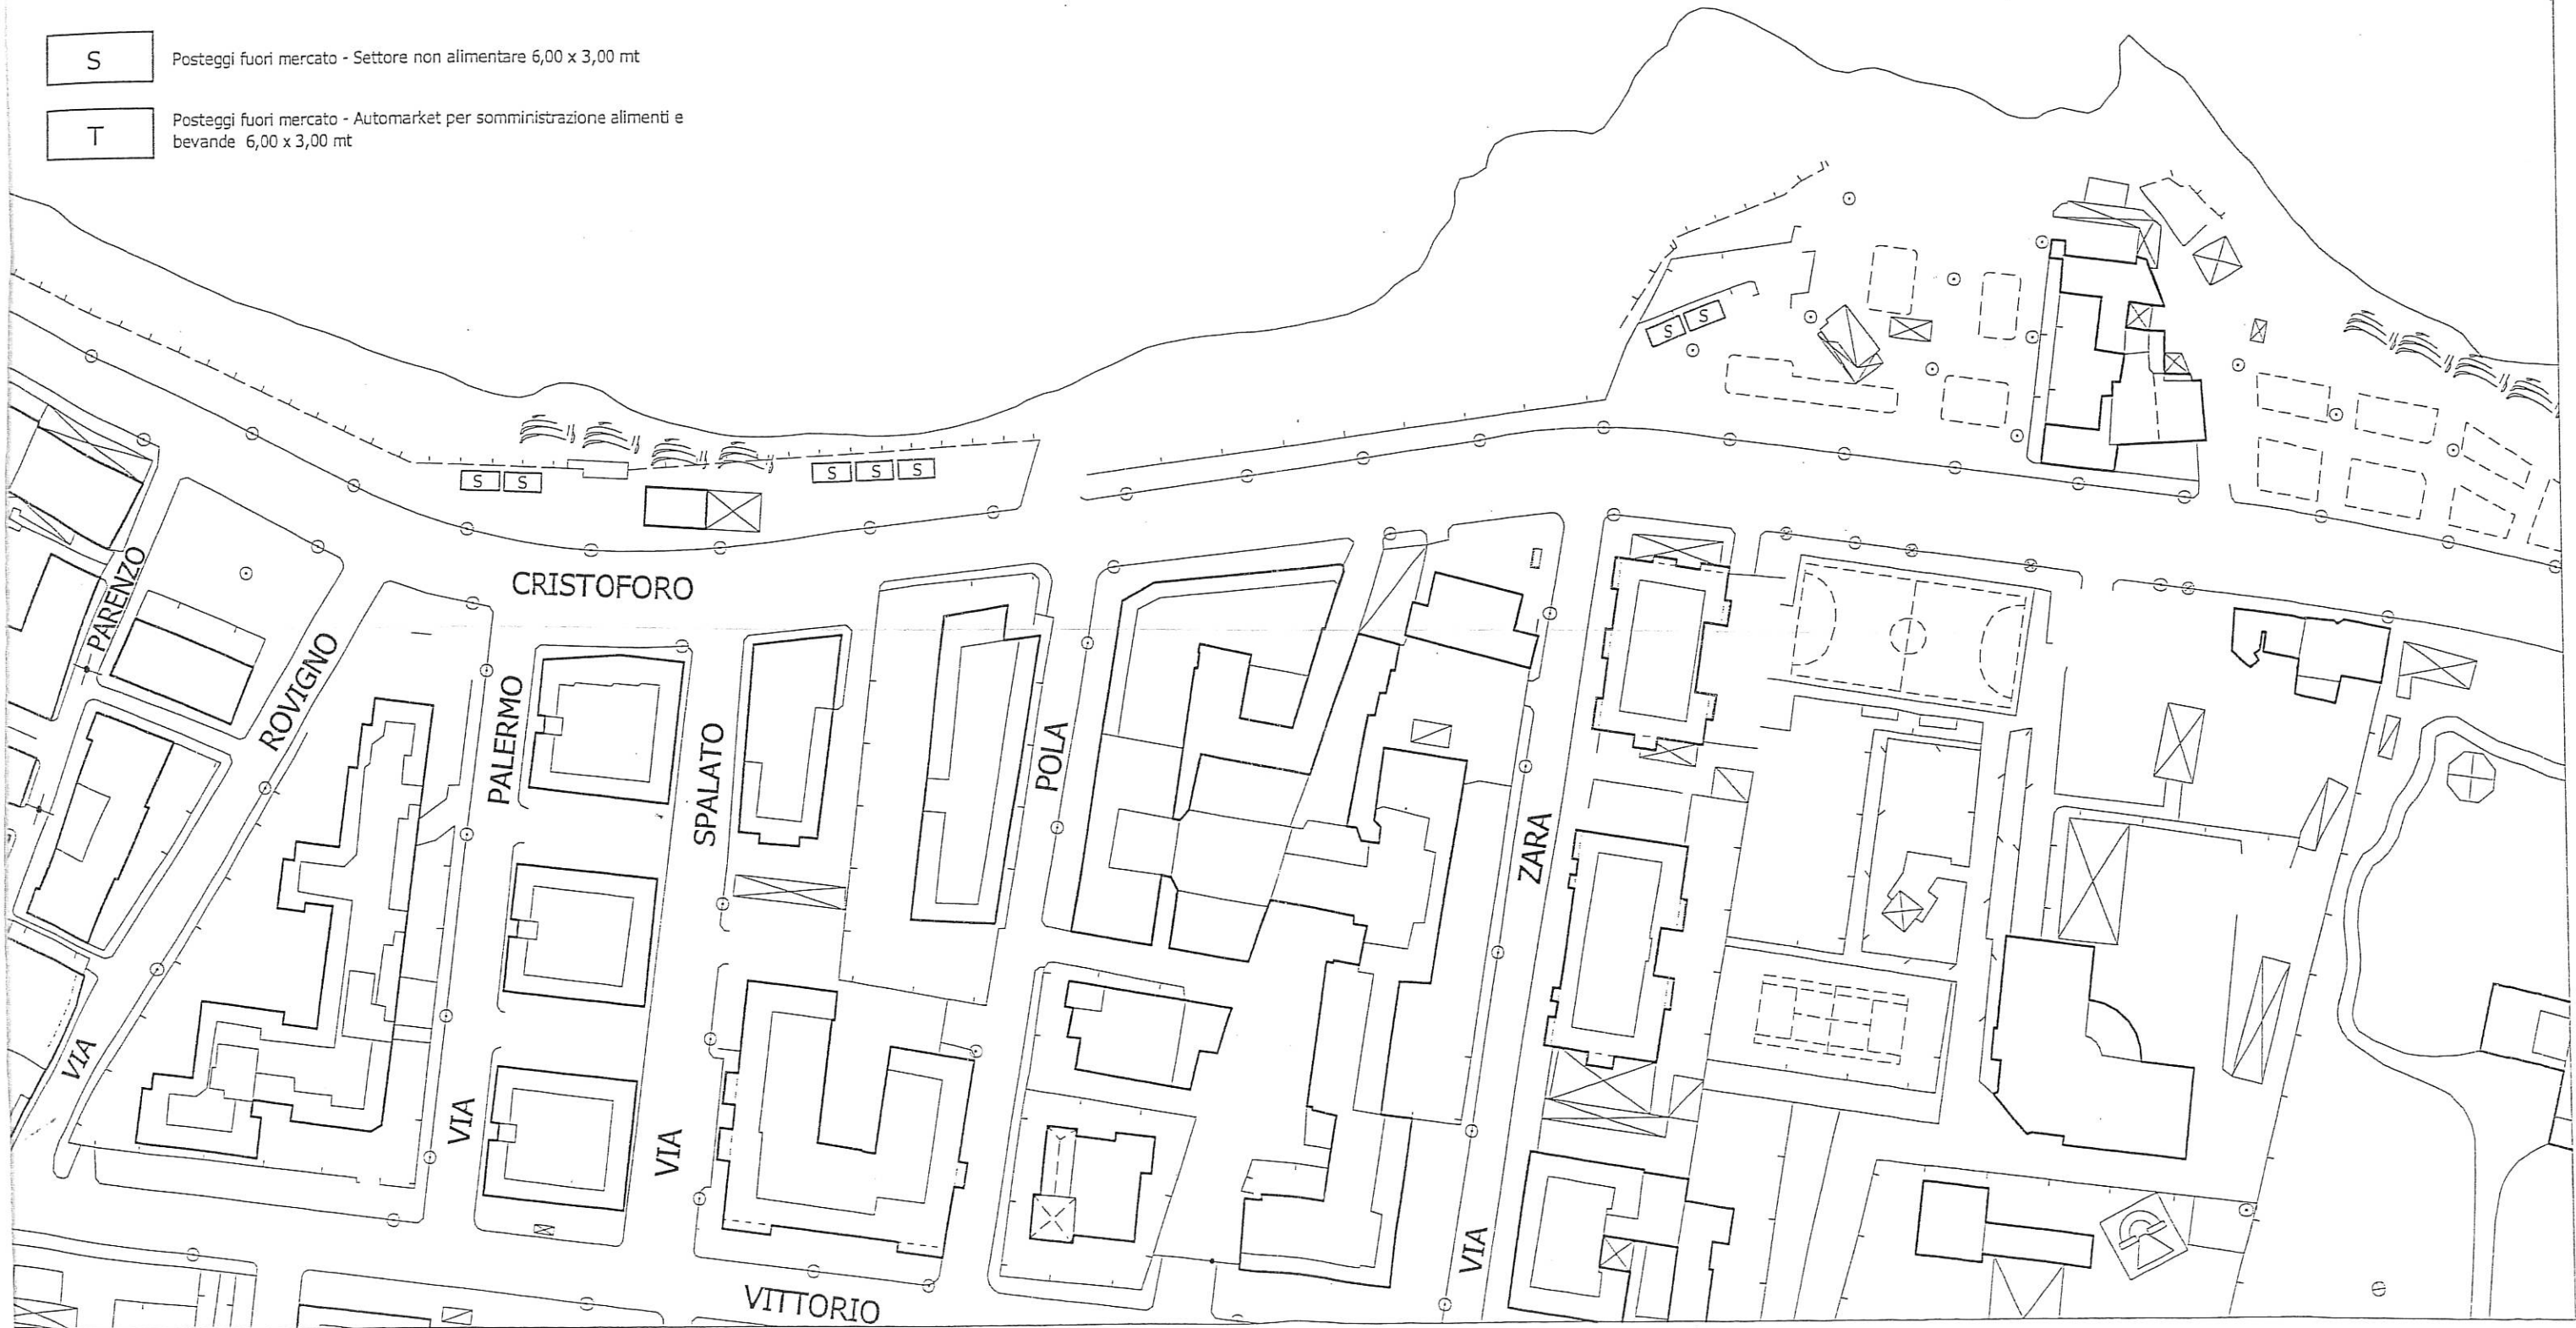 S
Posteggi fuori mercato - Settore non alimentare 6,00 x 3,00 mt
T
Posteggi fuori mercato - Automarket per somministrazione alimenti e
bevande 6,00 x 3,00 mt
S S
S S
S S S
CRISTOFORO
PARENZO
ROVIGNO
PALERMO
SPALATO
POLA
ZARA
VIA
VIA
VIA
VIA
VITTORIO